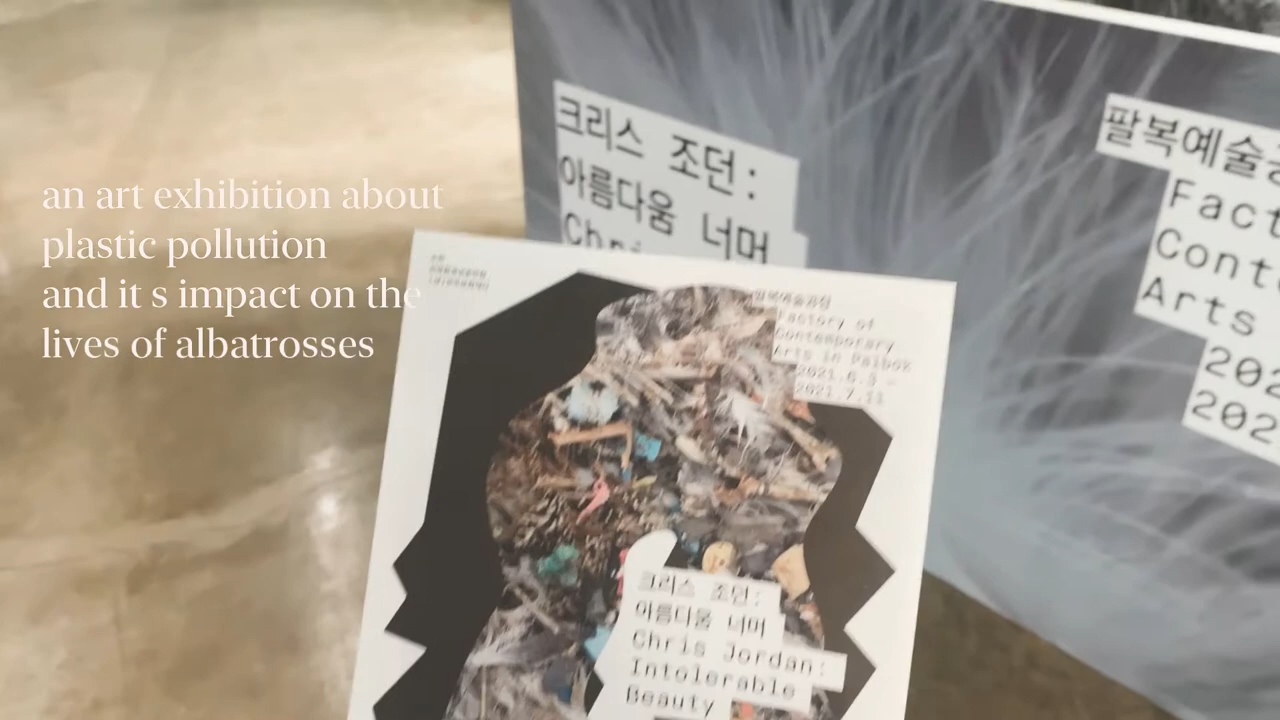 an art exhibition about
plastic pollution
and it s impact on the
lives of albatrosses
크리스 조던:
아름다움 너머
Chri
팔복예술공
Fact
Cont
Arts
202
202
팔복예술공장
Factory of
Contemporary
Arts in Palbok
2021.6.3 –
2021.7.11
크리스 조던:
아름다움 너머
Chris Jordan:
Intolerable
Beauty